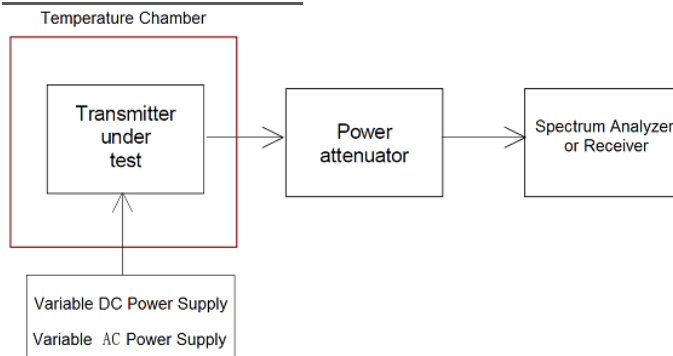 Temperature Chamber
Transmitter
under
test
Power
attenuator
Spectrum Analyzer
or Receiver
Variable DC Power Supply
Variable AC Power Supply